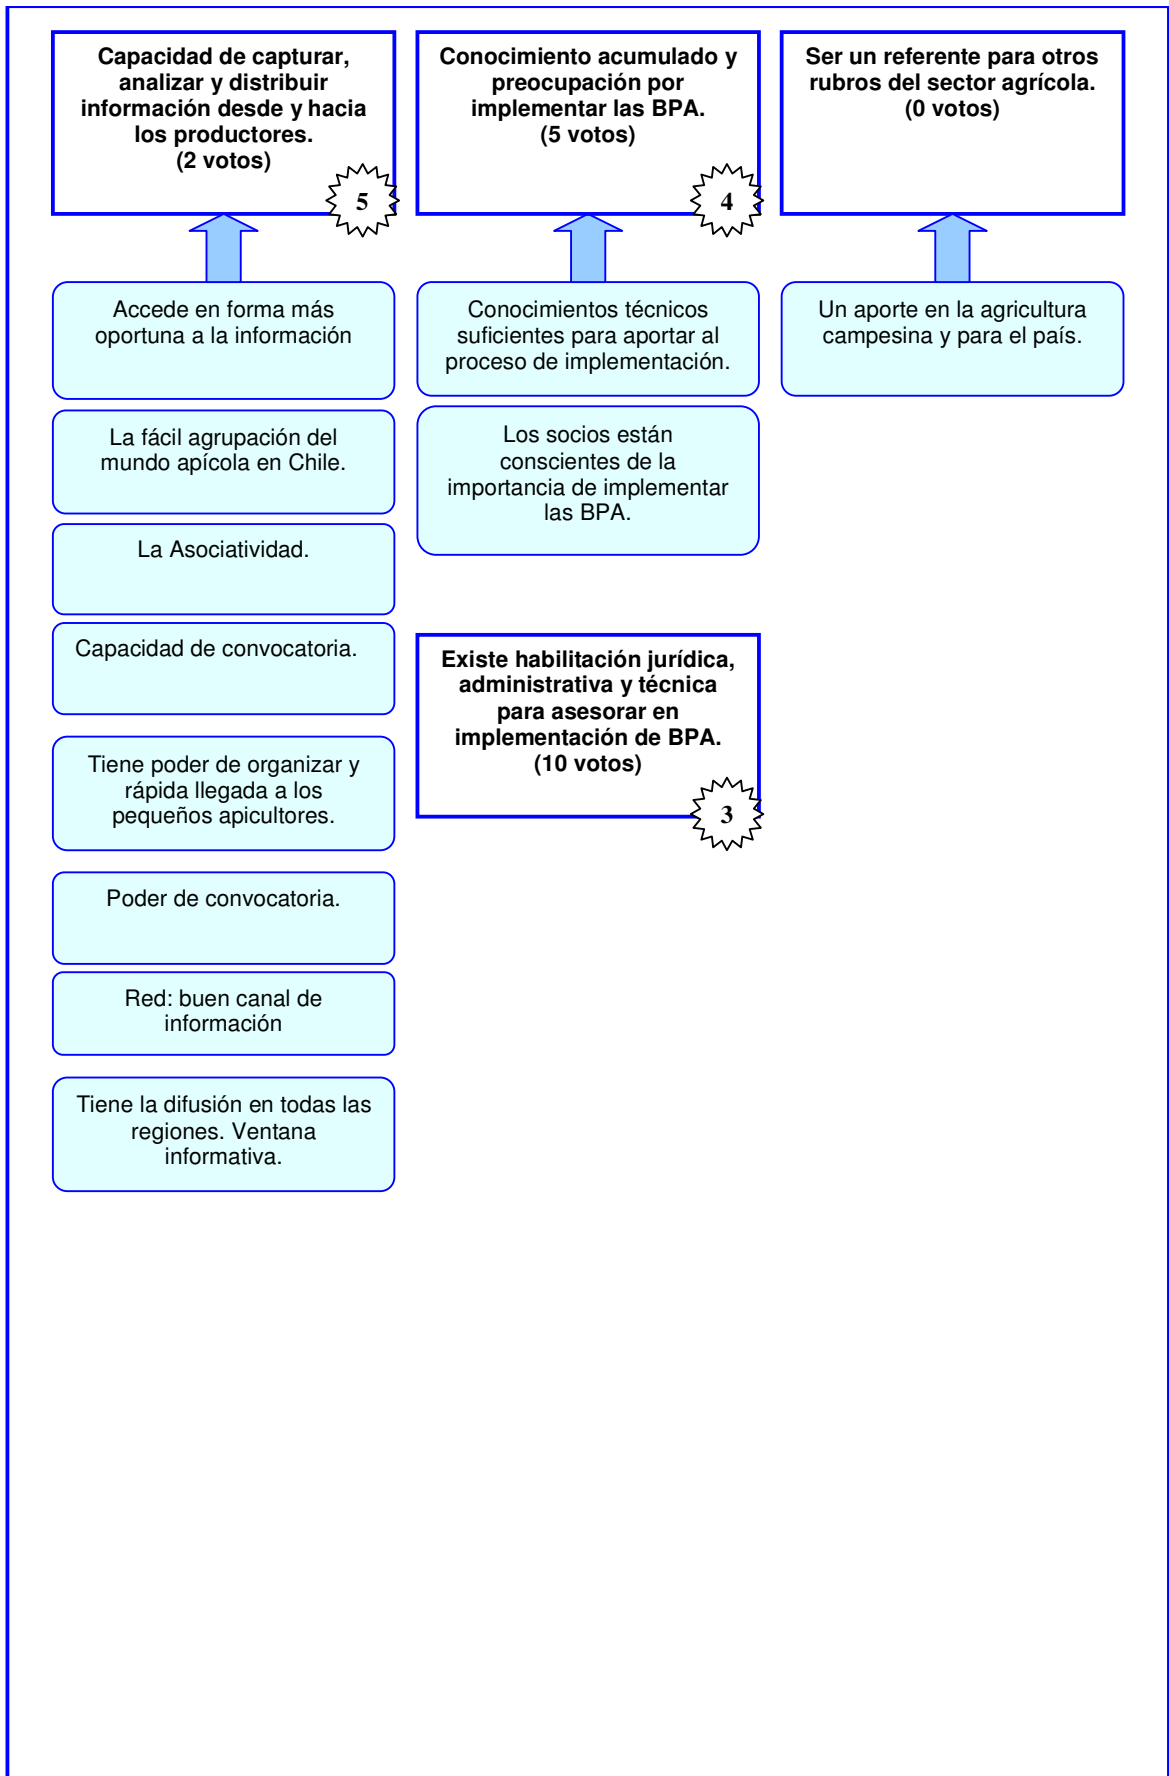 Capacidad de capturar,
analizar y distribuir
información desde y hacia
los productores.
(2 votos)
5
Conocimiento acumulado y
preocupación por
implementar las BPA.
(5 votos)
4
Ser un referente para otros
rubros del sector agrícola.
(0 votos)
Accede en forma más
oportuna a la información
La fácil agrupación del
mundo apícola en Chile.
La Asociatividad.
Capacidad de convocatoria.
Tiene poder de organizar y
rápida llegada a los
pequeños apicultores.
Poder de convocatoria.
Red: buen canal de
información
Tiene la difusión en todas las
regiones. Ventana
informativa.
Conocimientos técnicos
suficientes para aportar al
proceso de implementación.
Los socios están
conscientes de la
importancia de implementar
las BPA.
Existe habilitación jurídica,
administrativa y técnica
para asesorar en
implementación de BPA.
(10 votos)
3
Un aporte en la agricultura
campesina y para el país.